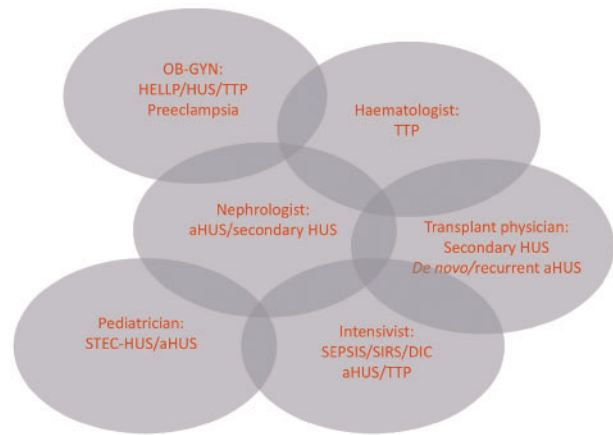 OB-GYN:
HELLP/HUS/TTP
Preeclampsia
Haematologist:
TTP
Nephrologist:
aHUS/secondary HUS
Transplant physician:
Secondary HUS
De novo/recurrent aHUS
Pediatrician:
STEC-HUS/aHUS
Intensivist:
SEPSIS/SIRS/DIC
aHUS/TTP